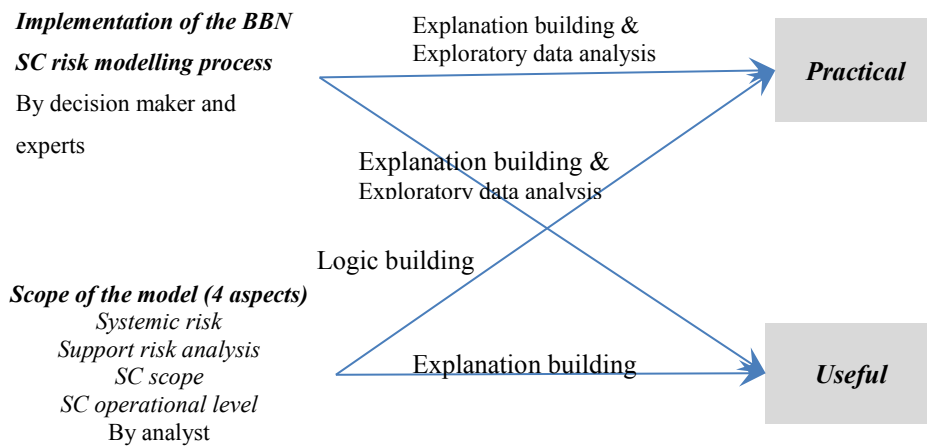 Implementation of the BBN
SC risk modelling process
By decision maker and
experts
Explanation building &
Exploratory data analysis
Practical
Explanation building &
Exploratory data analysis
Logic building
Scope of the model (4 aspects)
Systemic risk
Support risk analysis
SC scope
SC operational level
By analyst
Explanation building
Useful